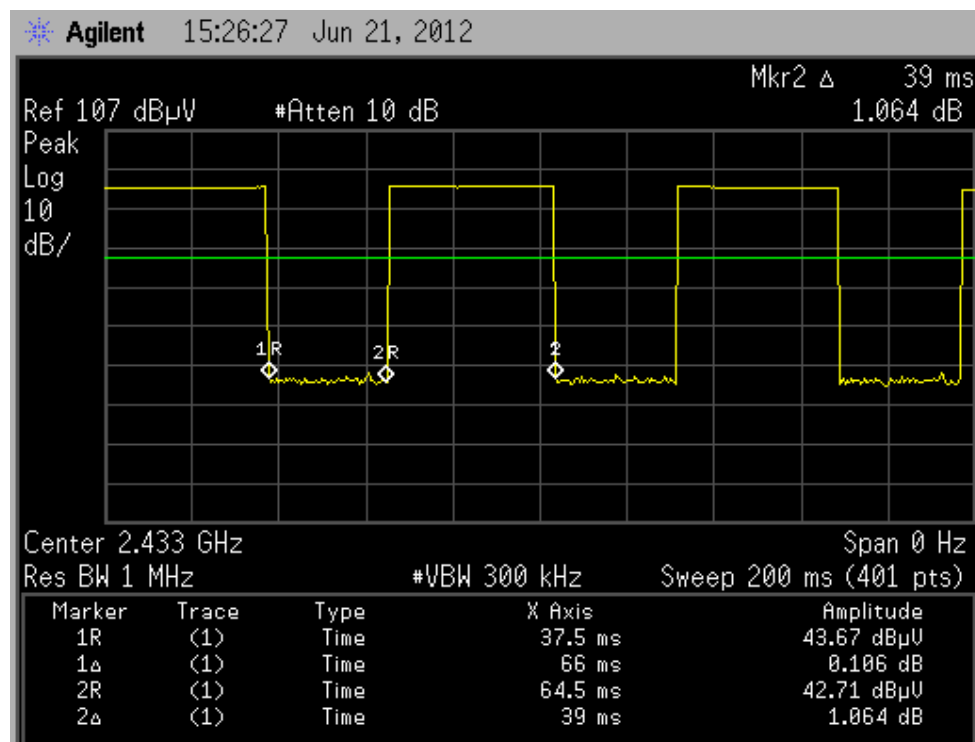 Agilent 15:26:27 Jun 21, 2012
Mkr2 Δ 39 ms
Ref 107 dBµV #Atten 10 dB 1.064 dB
Peak
Log
10
dB/
1R 2R 2
Center 2.433 GHz Span 0 Hz
Res BW 1 MHz #VBW 300 kHz Sweep 200 ms (401 pts)
Marker Trace Type X Axis Amplitude
1R (1) Time 37.5 ms 43.67 dBµV
1Δ (1) Time 66 ms 0.106 dB
2R (1) Time 64.5 ms 42.71 dBµV
2Δ (1) Time 39 ms 1.064 dB